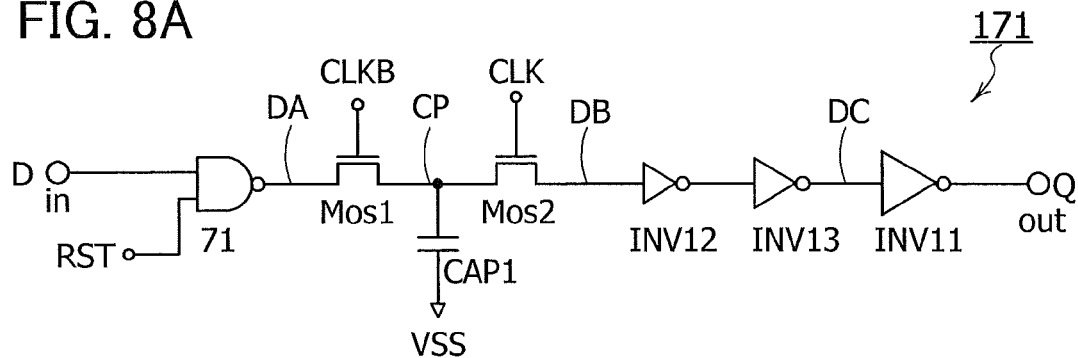 FIG. 8A
171
CLKB
CLK
DA
CP
DB
DC
D
in
Mos1
Mos2
Q
out
71
INV12
INV13
INV11
RST
CAP1
VSS